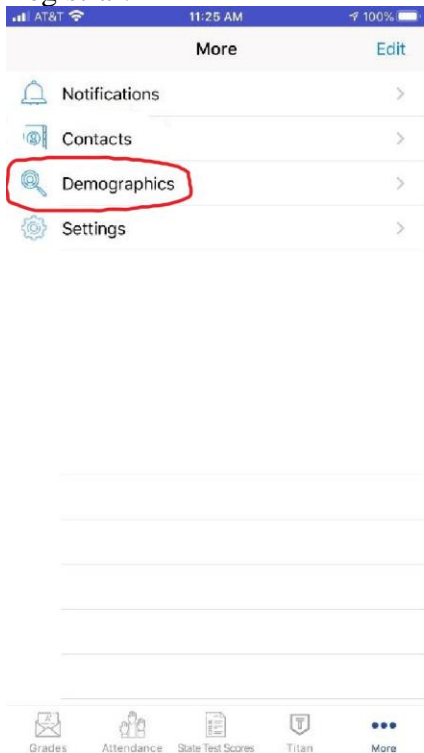 AT&T 11:25 AM 100%
More Edit
Notifications
Contacts
Demographics
Settings
Grades Attendance State Test Scores Titan More